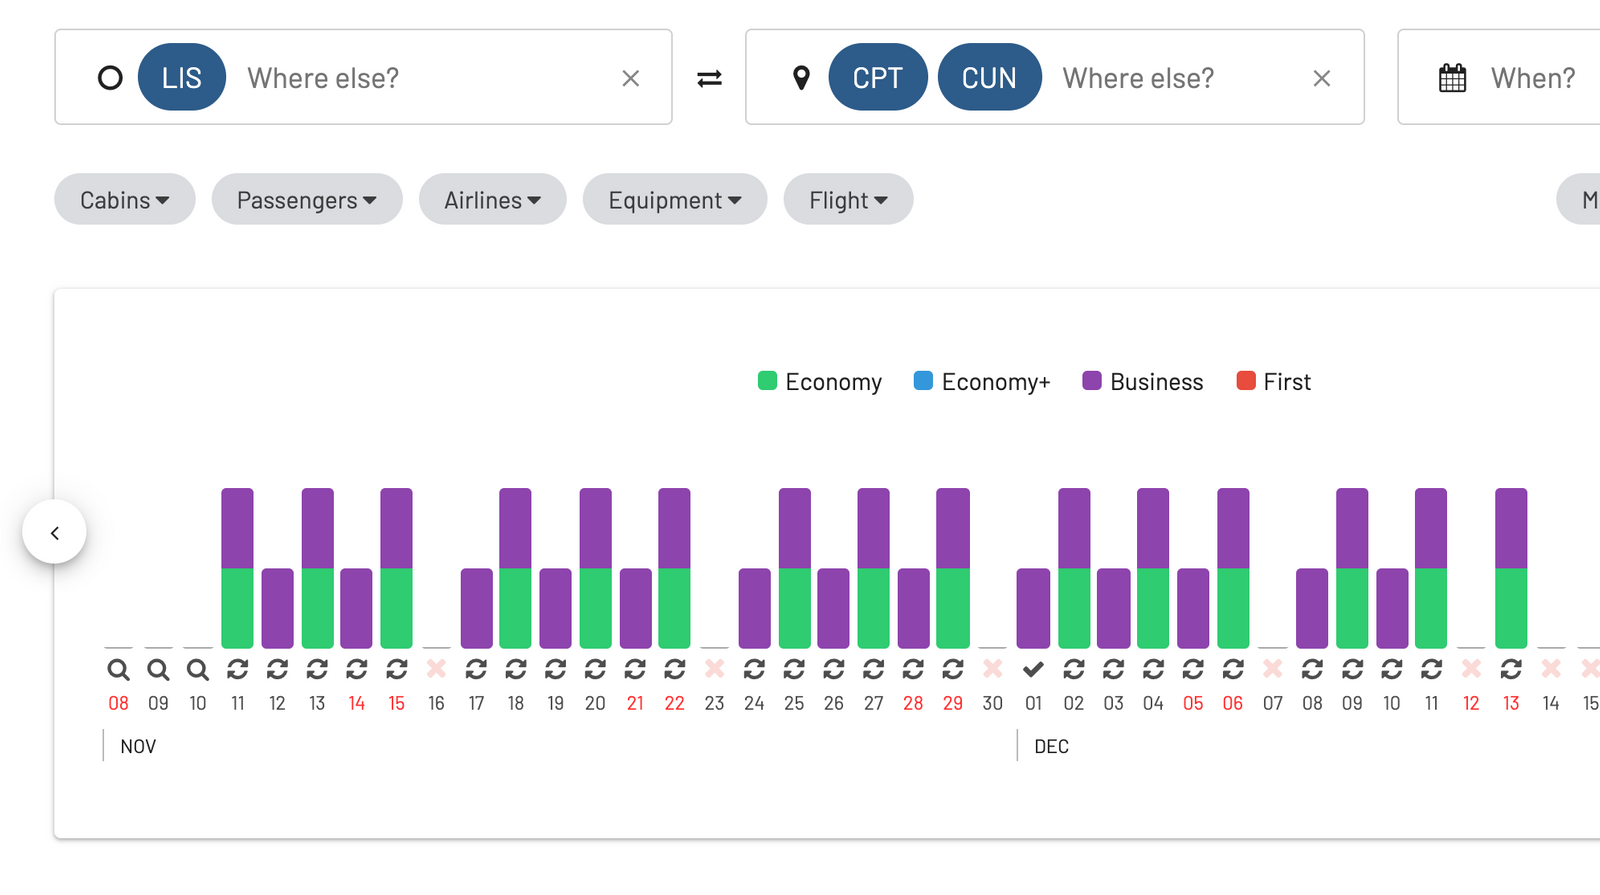 LIS Where else? CPT CUN Where else? When?
Cabins Passengers Airlines Equipment Flight M
Economy Economy+ Business First
08 09 10 11 12 13 14 15 16 17 18 19 20 21 22 23 24 25 26 27 28 29 30 01 02 03 04 05 06 07 08 09 10 11 12 13 14 15
NOV DEC